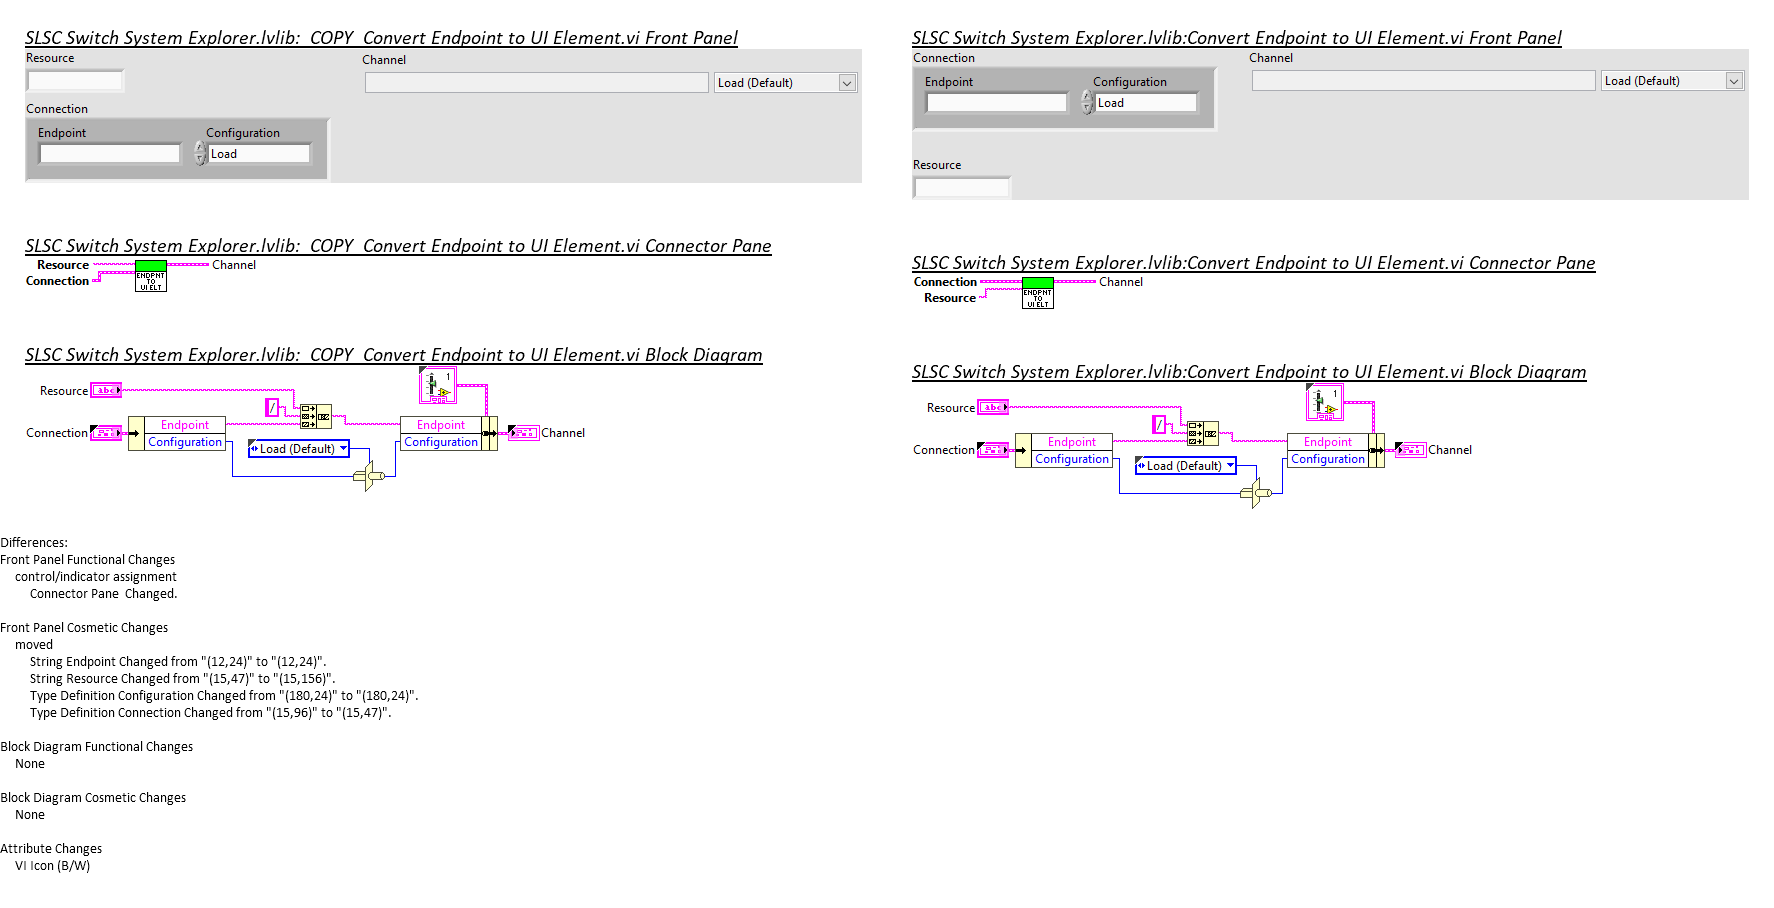 SLSC Switch System Explorer.lvlib:  COPY  Convert Endpoint to UI Element.vi Front Panel
Resource
Channel
Load (Default)
Connection
Endpoint
Configuration
Load
SLSC Switch System Explorer.lvlib:  COPY  Convert Endpoint to UI Element.vi Connector Pane
Resource
Channel
Connection
ENDPNT
TO
UI ELT
SLSC Switch System Explorer.lvlib:  COPY  Convert Endpoint to UI Element.vi Block Diagram
1
Resource
abc
/
Connection
Endpoint
Configuration
Load (Default)
Endpoint
Configuration
Channel
Differences:
Front Panel Functional Changes
control/indicator assignment
Connector Pane  Changed.
Front Panel Cosmetic Changes
moved
String Endpoint Changed from "(12,24)" to "(12,24)".
String Resource Changed from "(15,47)" to "(15,156)".
Type Definition Configuration Changed from "(180,24)" to "(180,24)".
Type Definition Connection Changed from "(15,96)" to "(15,47)".
Block Diagram Functional Changes
None
Block Diagram Cosmetic Changes
None
Attribute Changes
VI Icon (B/W)
SLSC Switch System Explorer.lvlib:Convert Endpoint to UI Element.vi Front Panel
Connection
Channel
Endpoint
Configuration
Load
Load (Default)
Resource
SLSC Switch System Explorer.lvlib:Convert Endpoint to UI Element.vi Connector Pane
Connection
Channel
Resource
ENDPNT
TO
UI ELT
SLSC Switch System Explorer.lvlib:Convert Endpoint to UI Element.vi Block Diagram
1
Resource
abc
/
Connection
Endpoint
Configuration
Load (Default)
Endpoint
Configuration
Channel